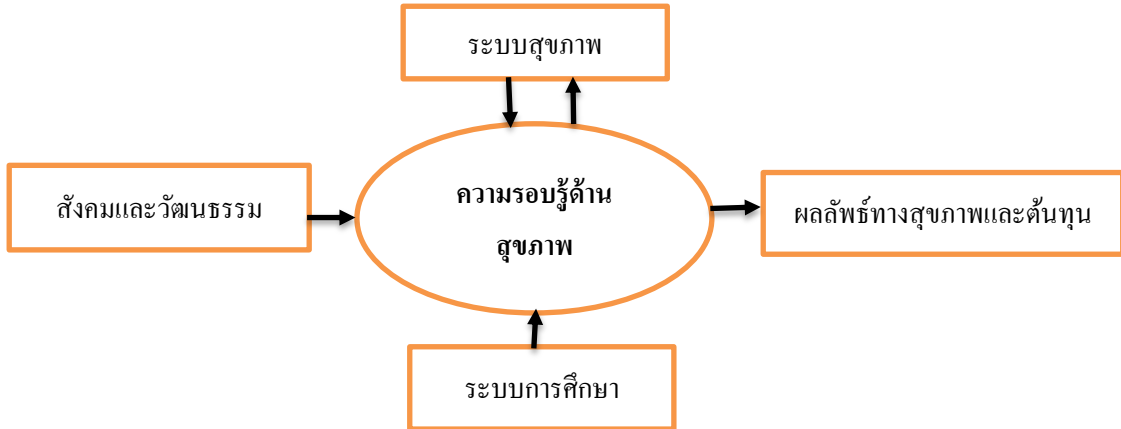 ระบบสุขภาพ
สังคมและวัฒนธรรม
ความรอบรู้ด้าน
สุขภาพ
ผลลัพธ์ทางสุขภาพและต้นทุน
ระบบการศึกษา